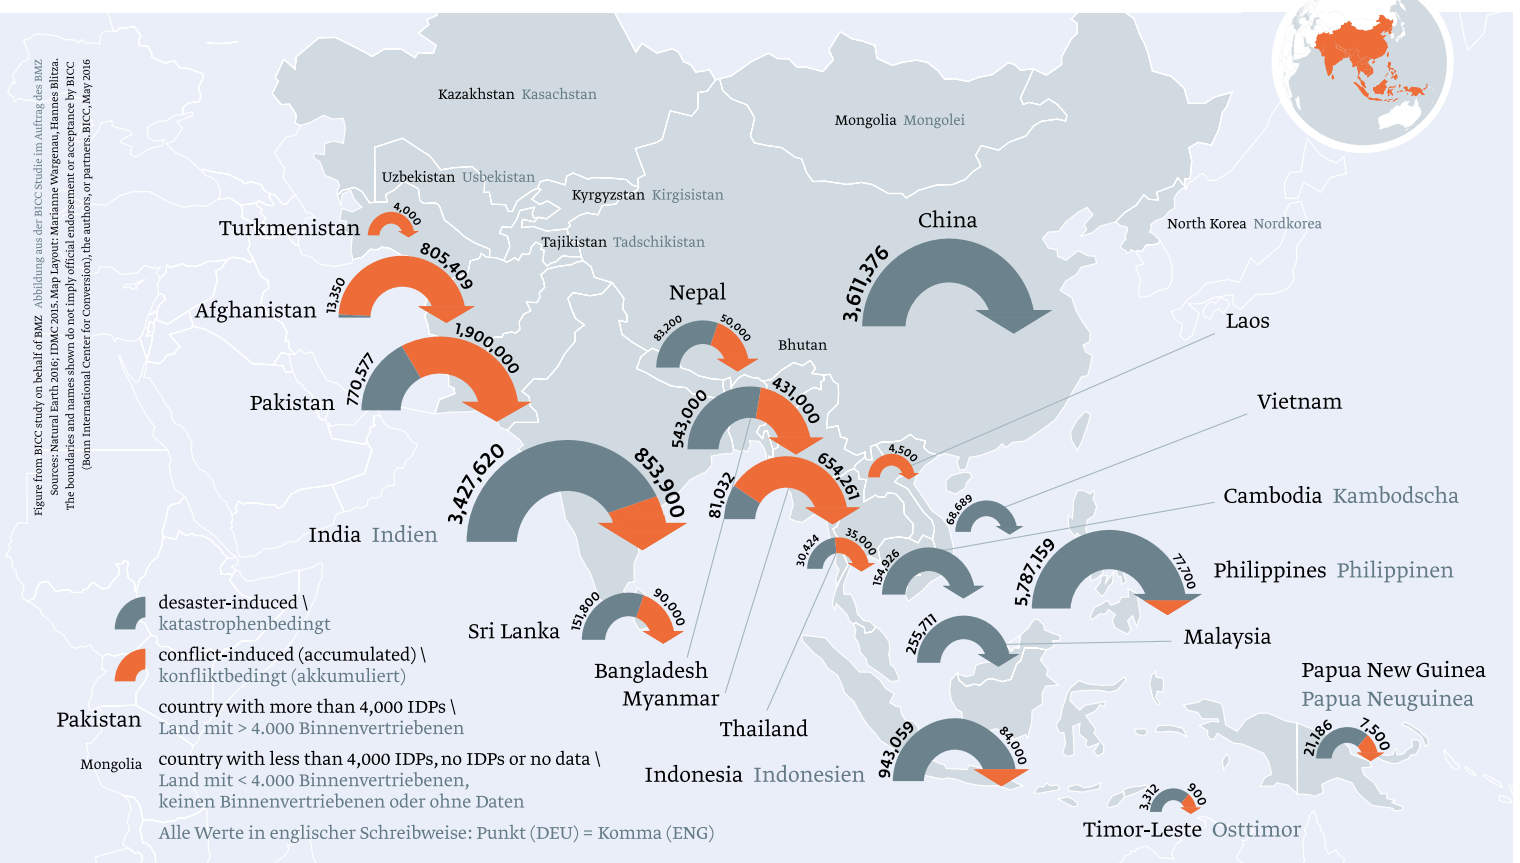 Figure from BICC study on behalf of BMZ Abbildung aus der BICC Studie im Auftrag des BMZ
Sources: Natural Earth 2016; IDMC 2015. Map Layout: Marianne Wargenau, Hannes Blitza.
The boundaries and names shown do not imply official endorsement or acceptance by BICC
(Bonn International Center for Conversion), the authors, or partners. BICC, May 2016
Kazakhstan Kasachstan
Mongolia Mongolei
Uzbekistan Usbekistan
Kyrgyzstan Kirgisistan
Tajikistan Tadschikistan
North Korea Nordkorea
Turkmenistan
4,000
Afghanistan
13,350
805,409
Pakistan
770,577
1,900,000
Nepal
83,200
50,000
Bhutan
China
3,611,376
Laos
4,500
Vietnam
68,689
Cambodia Kambodscha
154,926
543,000
431,000
81,032
654,261
30,424
35,000
India Indien
3,427,620
853,900
Philippines Philippinen
5,787,159
77,700
Malaysia
255,711
Sri Lanka
151,800
90,000
Bangladesh
Myanmar
Thailand
Indonesia Indonesien
943,059
84,000
Papua New Guinea
Papua Neuguinea
21,186
7,500
3,312
900
Timor-Leste Osttimor
desaster-induced \
katastrophenbedingt
conflict-induced (accumulated) \
konfliktbedingt (akkumuliert)
Pakistan
country with more than 4,000 IDPs \
Land mit > 4.000 Binnenvertriebenen
Mongolia
country with less than 4,000 IDPs, no IDPs or no data \
Land mit < 4.000 Binnenvertriebenen,
keinen Binnenvertriebenen oder ohne Daten
Alle Werte in englischer Schreibweise: Punkt (DEU) = Komma (ENG)